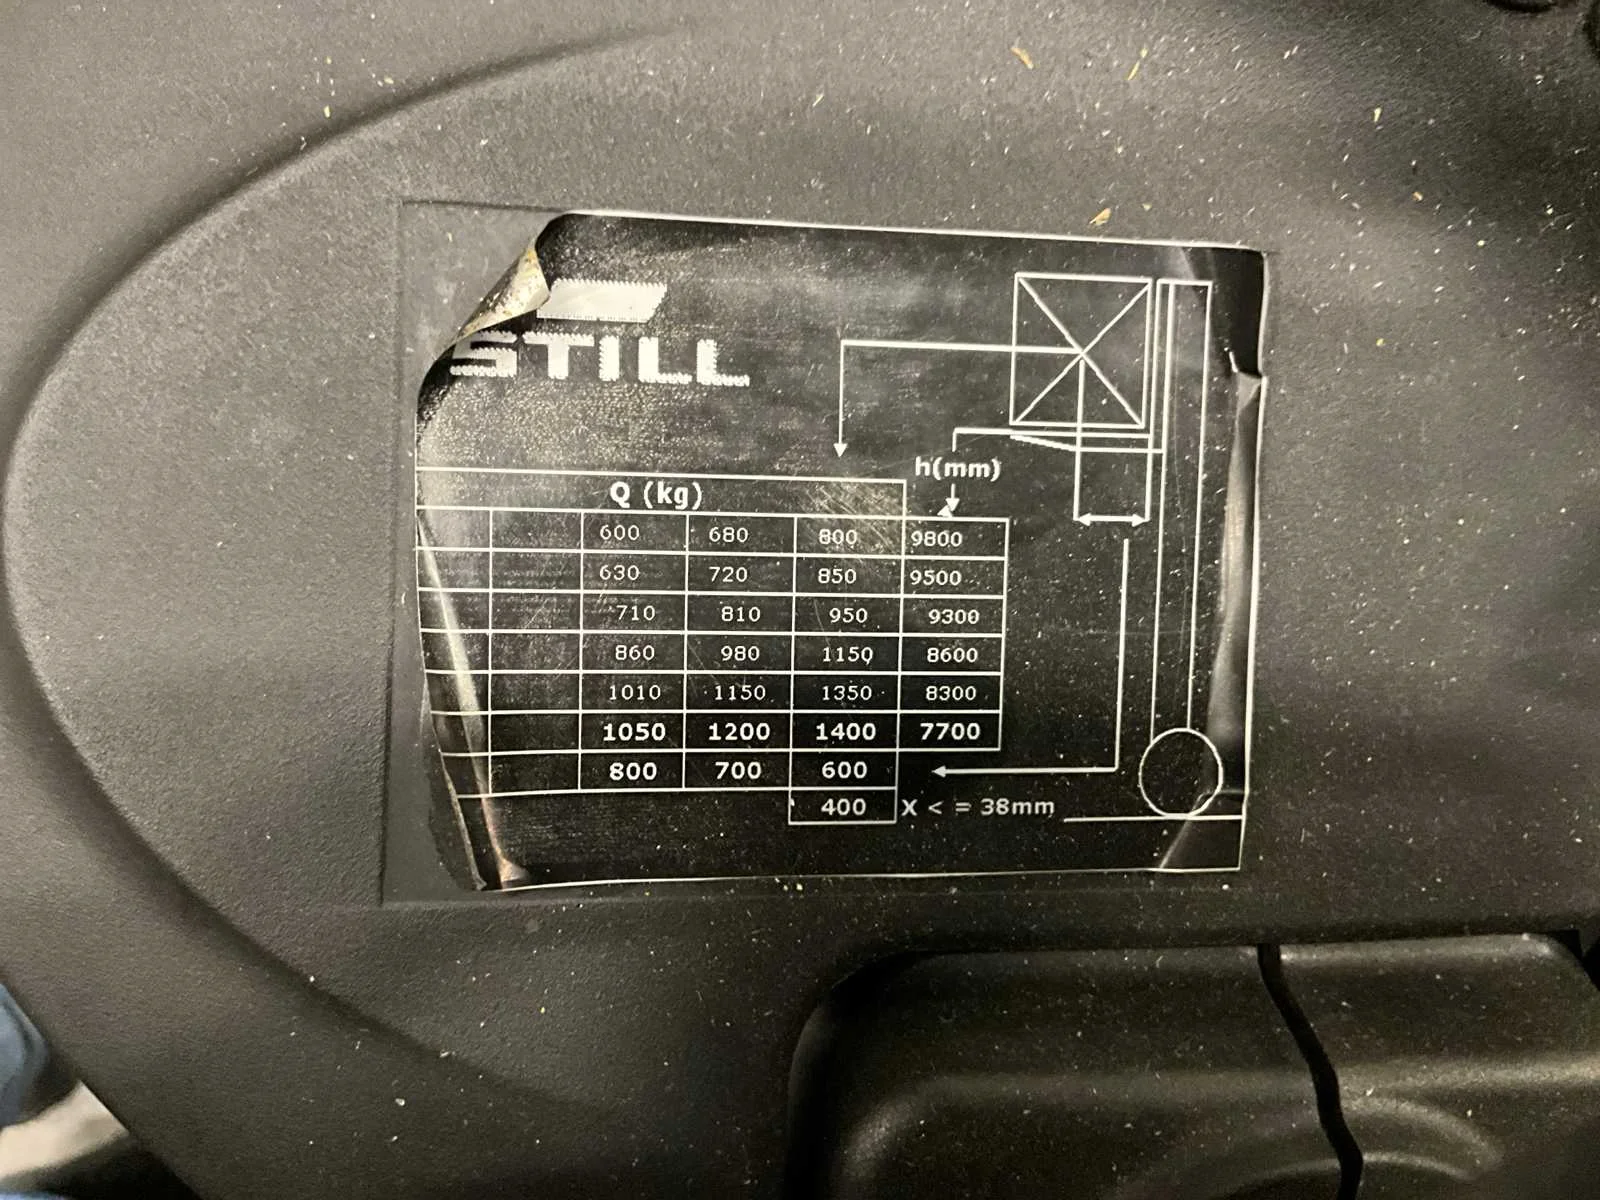 STILL
h(mm)
Q (kg)
600 680 800 9800
630 720 850 9500
710 810 950 9300
860 980 1150 8600
1010 1150 1350 8300
1050 1200 1400 7700
800 700 600
400 X < = 38mm